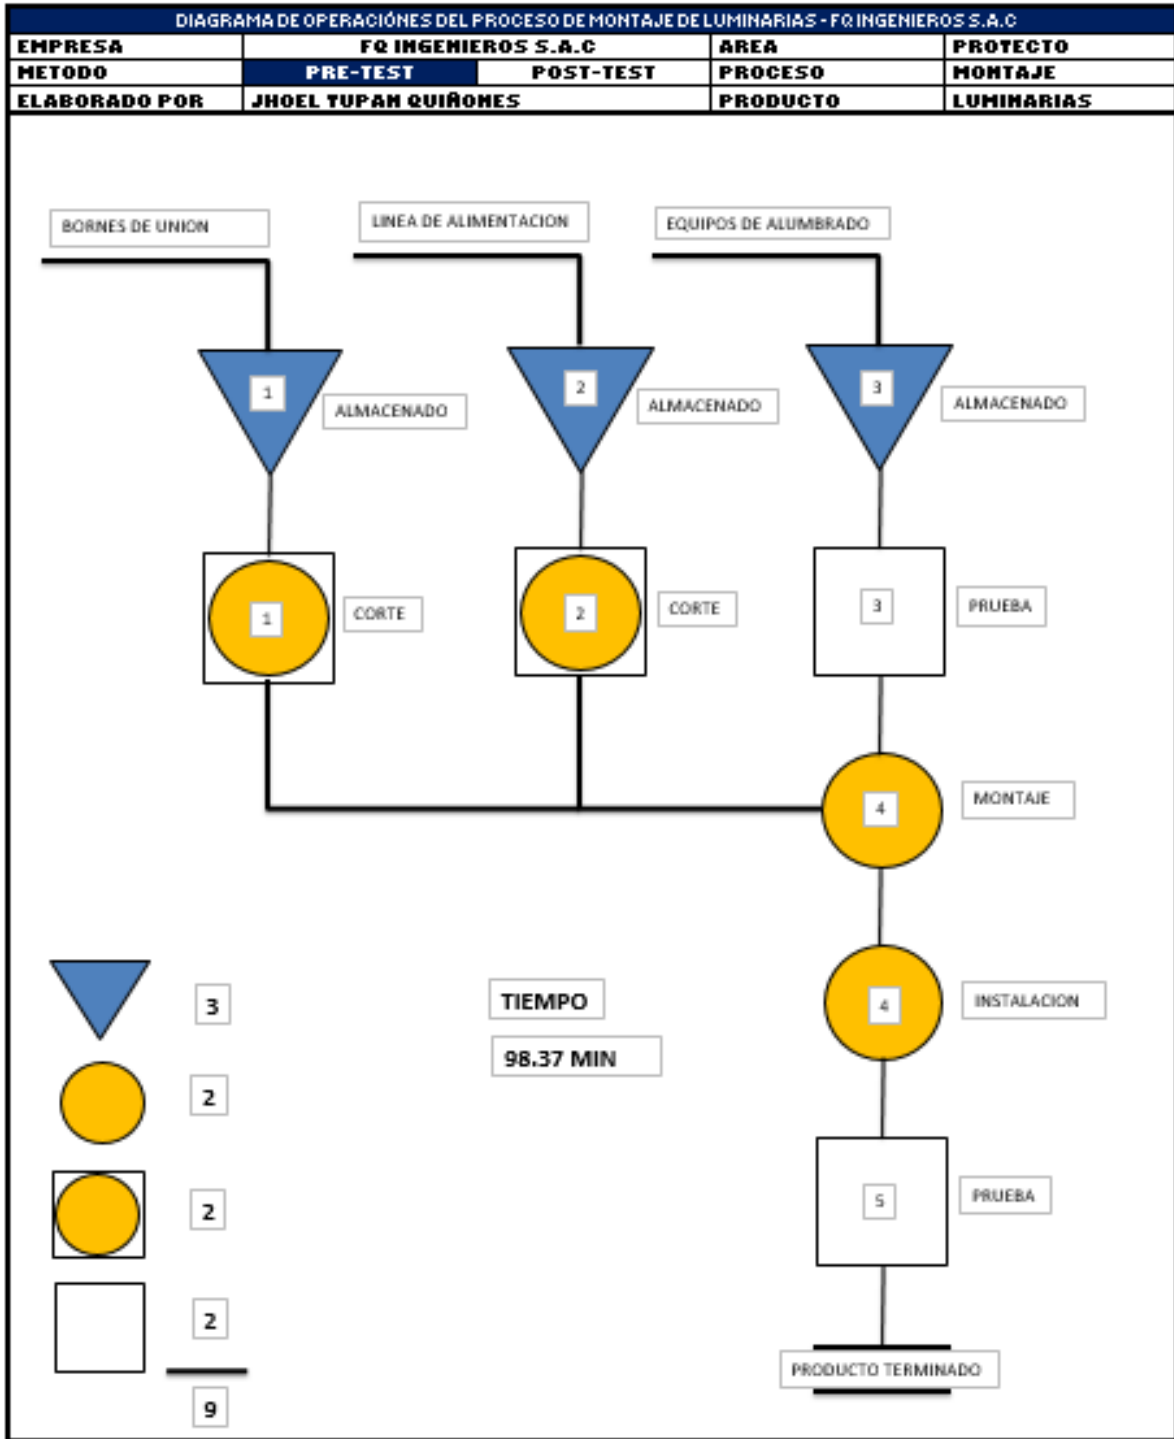 DIAGRAMA DE OPERACIÓNES DEL PROCESO DE MONTAJE DE LUMINARIAS - FQ INGENIEROS S.A.C
EMPRESA FQ INGENIEROS S.A.C AREA PROTECTO
METODO PRE-TEST POST-TEST PROCESO MONTAJE
ELABORADO POR JHOEL TUPAN QUIÑONES PRODUCTO LUMINARIAS
BORNES DE UNION LINEA DE ALIMENTACION EQUIPOS DE ALUMBRADO
1 ALMACENADO 2 ALMACENADO 3 ALMACENADO
1 CORTE 2 CORTE 3 PRUEBA
4 MONTAJE
3 TIEMPO 4 INSTALACION
98.37 MIN
2
2 5 PRUEBA
2
PRODUCTO TERMINADO
9